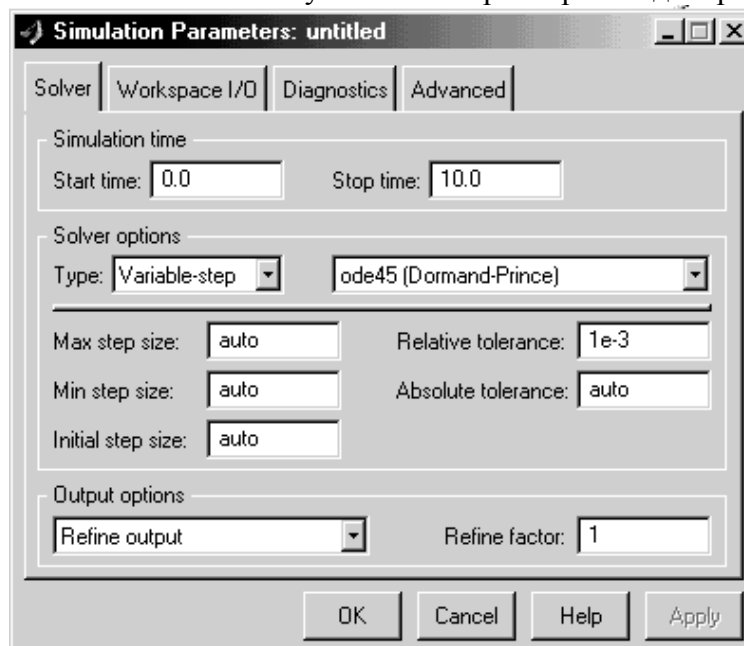 Simulation Parameters: untitled
Solver Workspace I/O Diagnostics Advanced
Simulation time
Start time: 0.0 Stop time: 10.0
Solver options
Type: Variable-step ode45 (Dormand-Prince)
Max step size: auto Relative tolerance: 1e-3
Min step size: auto Absolute tolerance: auto
Initial step size: auto
Output options
Refine output Refine factor: 1
OK Cancel Help Apply